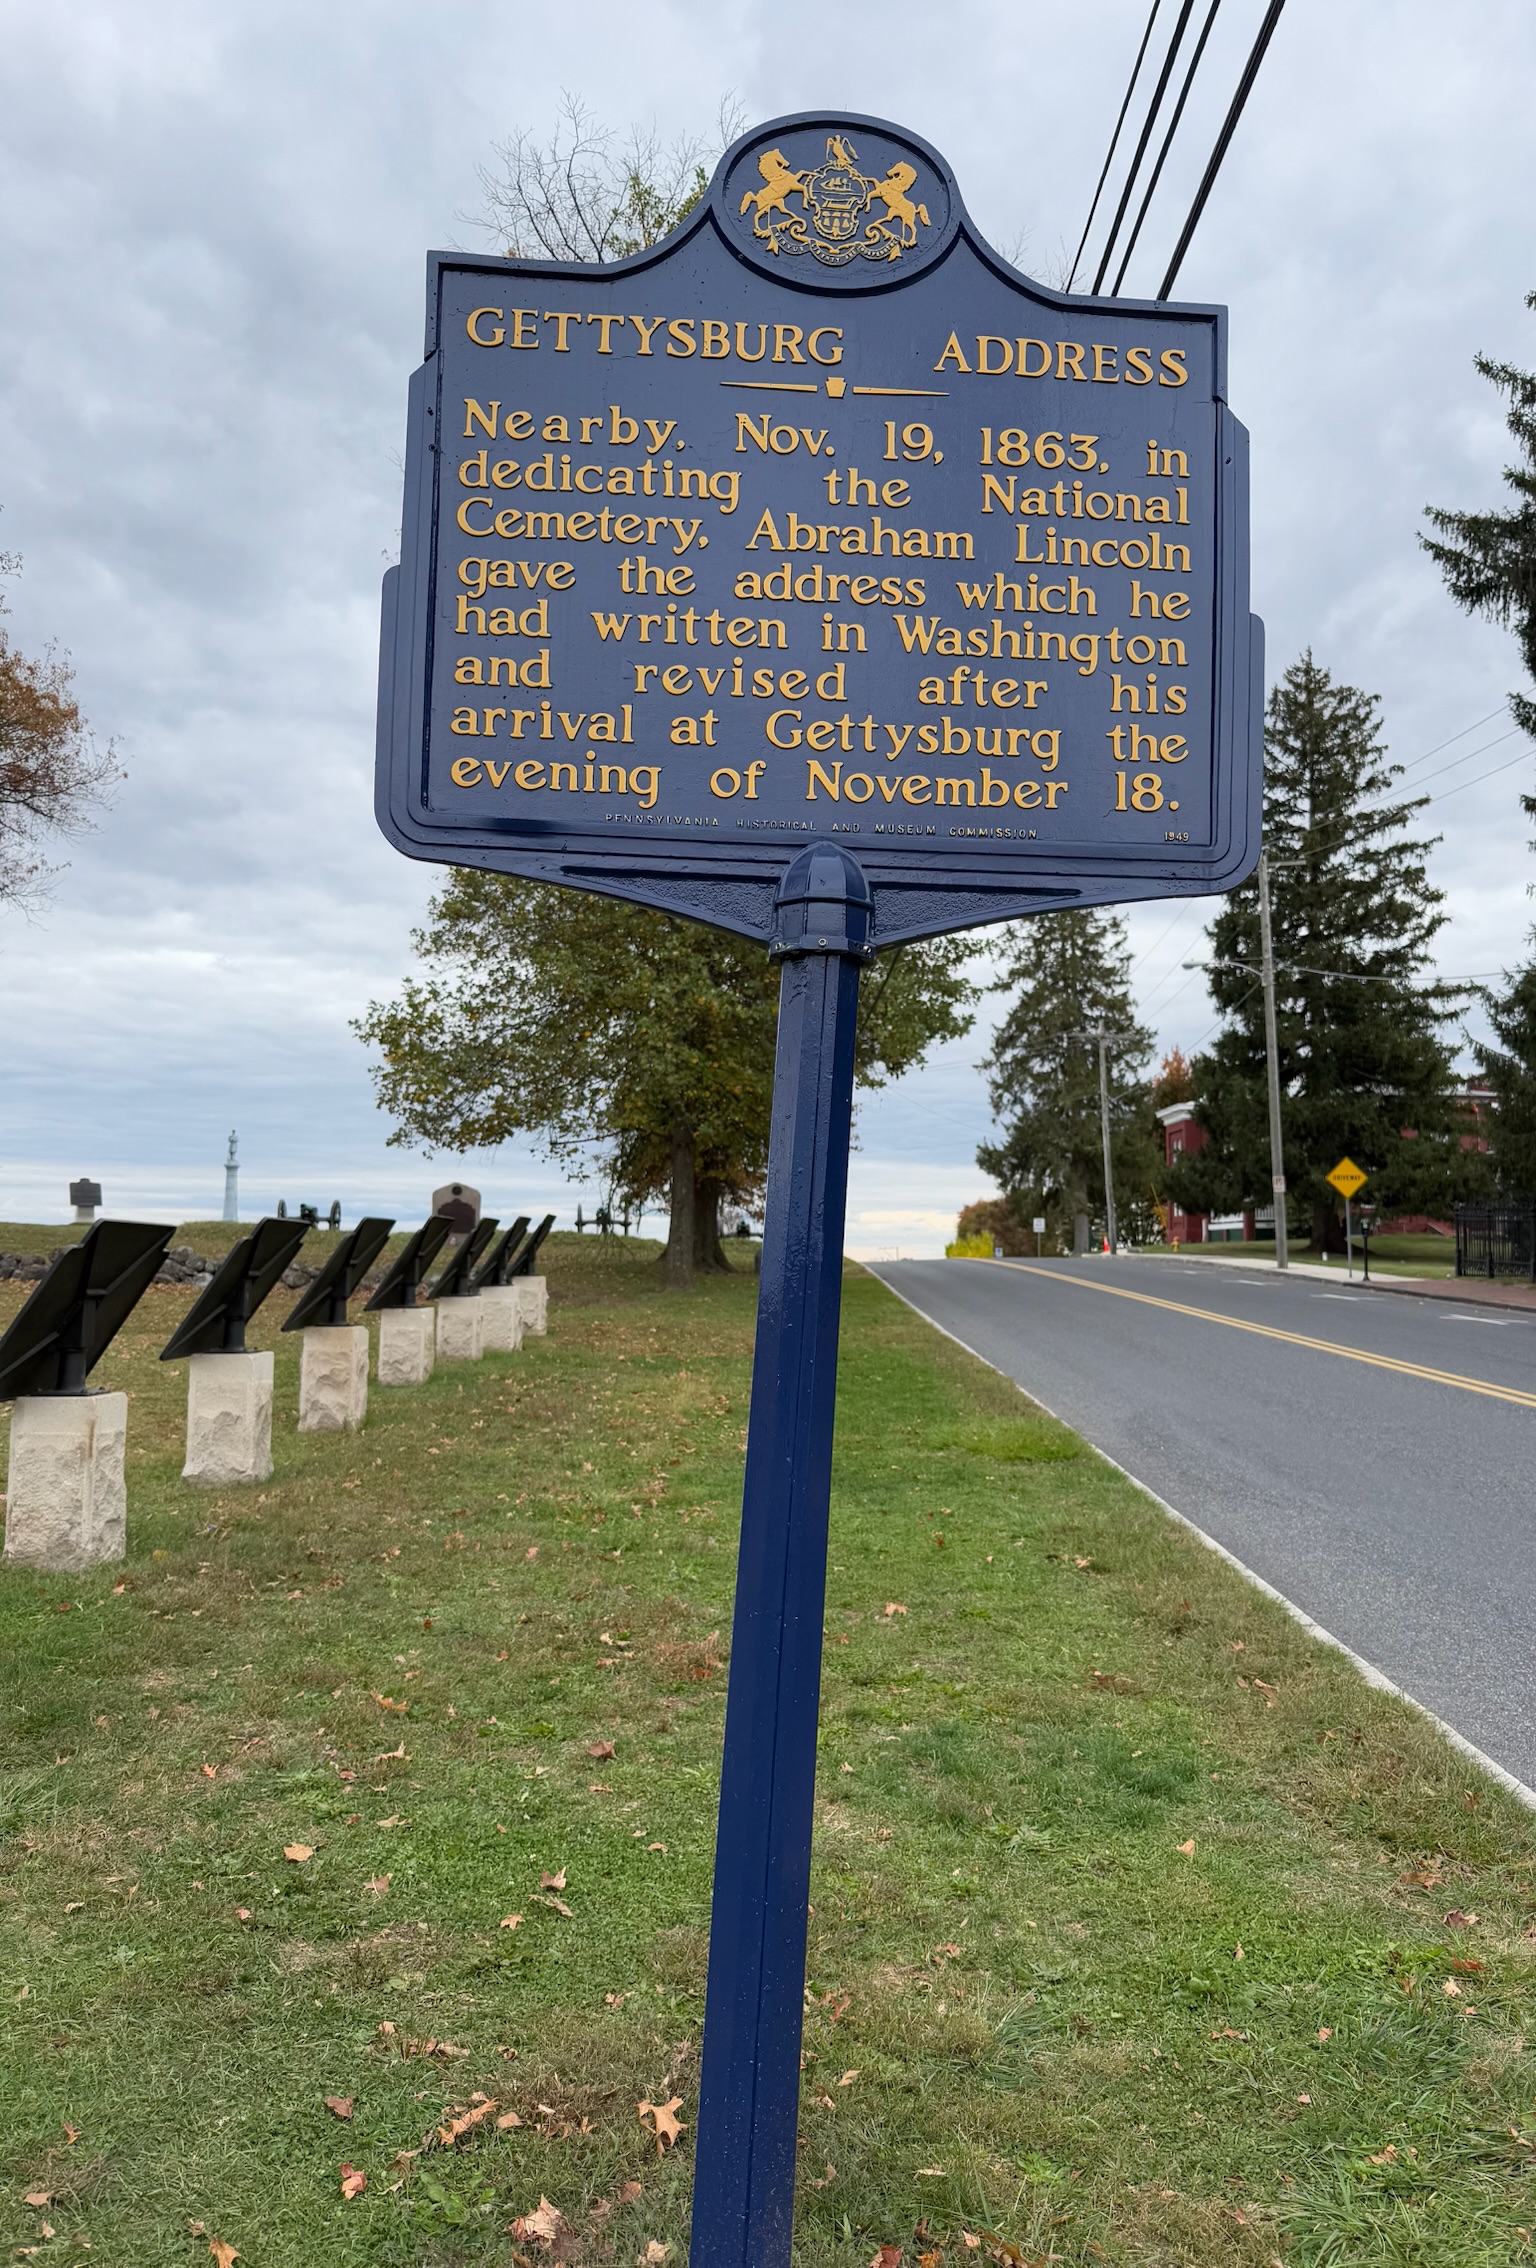 GETTYSBURG ADDRESS
Nearby, Nov. 19, 1863, in
dedicating the National
Cemetery, Abraham Lincoln
gave the address which he
had written in Washington
and revised after his
arrival at Gettysburg the
evening of November 18.
PENNSYLVANIA HISTORICAL AND MUSEUM COMMISSION 1949
DRIVEWAY